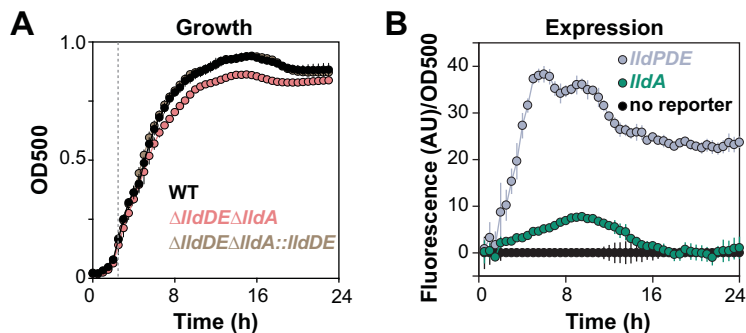 A
Growth
OD500
1.0
0.5
0
WT
ΔlldDEΔlldA
ΔlldDEΔlldA::lldDE
0
8
16
24
Time (h)
B
Expression
Fluorescence (AU)/OD500
40
30
20
10
0
lldPDE
lldA
no reporter
0
8
16
24
Time (h)